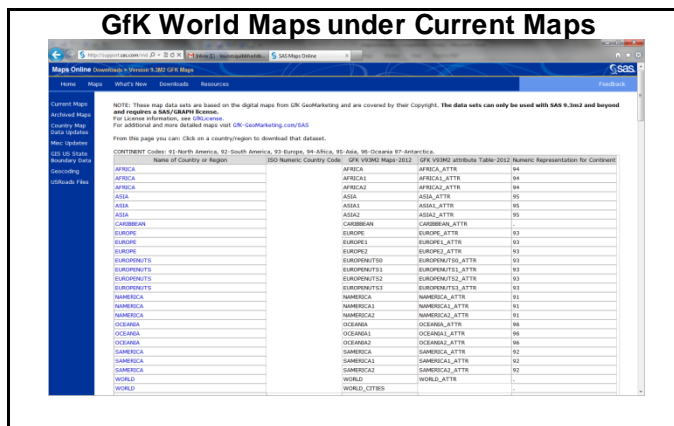 GfK World Maps under Current Maps
SAS Maps Online
Maps Online Downloads > Version 9.3M2 GFK Maps
sas
Home Maps What's New Downloads Resources Feedback
Current Maps
Archived Maps
Country Map Data Updates
Misc Updates
GIS US State Boundary Data
Geocoding
USRoads Files
NOTE: These map data sets are based on the digital maps from GfK GeoMarketing and are covered by their Copyright. The data sets can only be used with SAS 9.3m2 and beyond
and requires a SAS/GRAPH license.
For License information, see GfKLicense.
For additional and more detailed maps visit GfK-GeoMarketing.com/SAS
From this page you can: Click on a country/region to download that dataset.
CONTINENT Codes: 91-North America, 92-South America, 93-Europe, 94-Africa, 95-Asia, 96-Oceania 97-Antarctica.
Name of Country or Region ISO Numeric Country Code GFK V93M2 Maps-2012 GFK V93M2 attribute Table-2012 Numeric Representation for Continent
AFRICA AFRICA AFRICA_ATTR 94
AFRICA AFRICA1 AFRICA1_ATTR 94
AFRICA AFRICA2 AFRICA2_ATTR 94
ASIA ASIA ASIA_ATTR 95
ASIA ASIA1 ASIA1_ATTR 95
ASIA ASIA2 ASIA2_ATTR 95
CARIBBEAN CARIBBEAN CARIBBEAN_ATTR .
EUROPE EUROPE EUROPE_ATTR 93
EUROPE EUROPE1 EUROPE1_ATTR 93
EUROPE EUROPE2 EUROPE2_ATTR 93
EUROPENUTS EUROPENUTS0 EUROPENUTS0_ATTR 93
EUROPENUTS EUROPENUTS1 EUROPENUTS1_ATTR 93
EUROPENUTS EUROPENUTS2 EUROPENUTS2_ATTR 93
EUROPENUTS EUROPENUTS3 EUROPENUTS3_ATTR 93
NAMERICA NAMERICA NAMERICA_ATTR 91
NAMERICA NAMERICA1 NAMERICA1_ATTR 91
NAMERICA NAMERICA2 NAMERICA2_ATTR 91
OCEANIA OCEANIA OCEANIA_ATTR 96
OCEANIA OCEANIA1 OCEANIA1_ATTR 96
OCEANIA OCEANIA2 OCEANIA2_ATTR 96
SAMERICA SAMERICA SAMERICA_ATTR 92
SAMERICA SAMERICA1 SAMERICA1_ATTR 92
SAMERICA SAMERICA2 SAMERICA2_ATTR 92
WORLD WORLD WORLD_ATTR .
WORLD WORLD_CITIES .